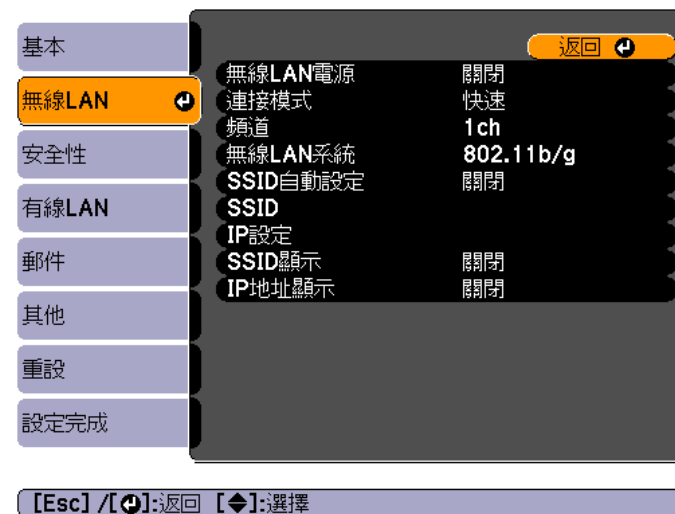 基本
無線LAN
安全性
有線LAN
郵件
其他
重設
設定完成
返回
無線LAN電源 關閉
連接模式 快速
頻道 1ch
無線LAN系統 802.11b/g
SSID自動設定 關閉
SSID
IP設定
SSID顯示 關閉
IP地址顯示 關閉
[Esc] /[ ]:返回 [ ]:選擇